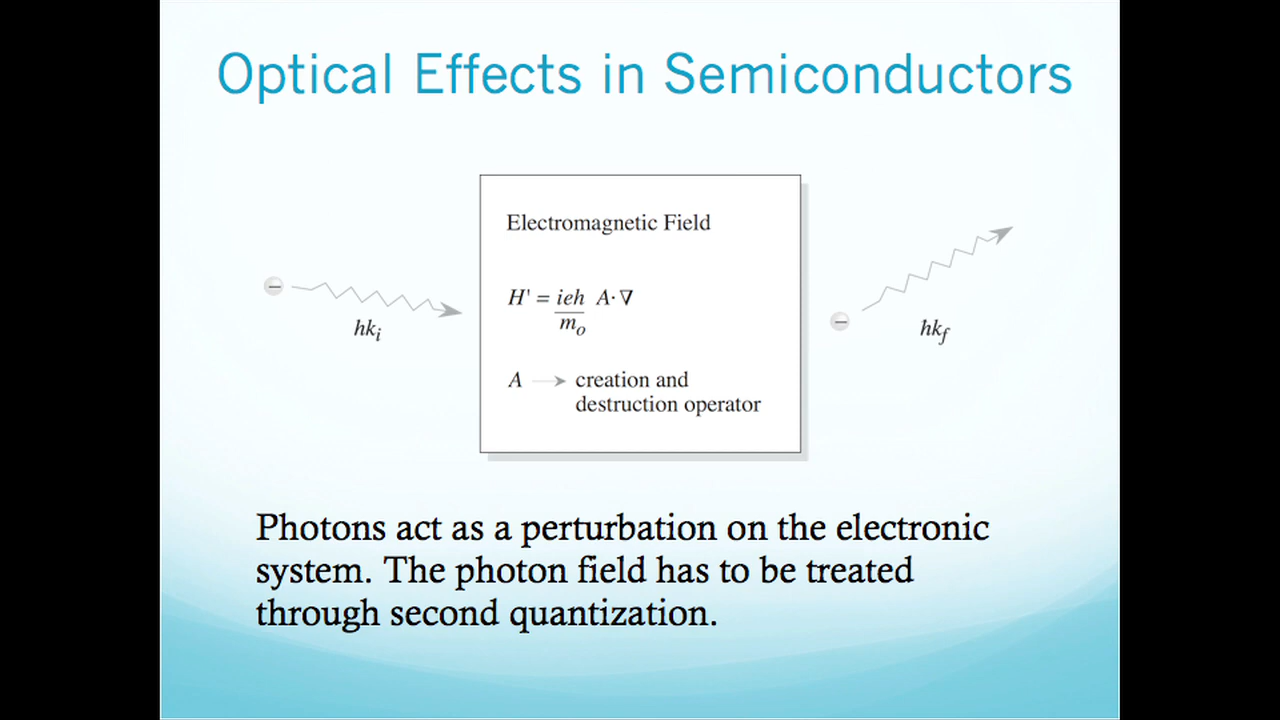 Optical Effects in Semiconductors
Electromagnetic Field
H' = ieh A·∇
m₀
A → creation and
destruction operator
hkᵢ
ħk_f
Photons act as a perturbation on the electronic
system. The photon field has to be treated
through second quantization.